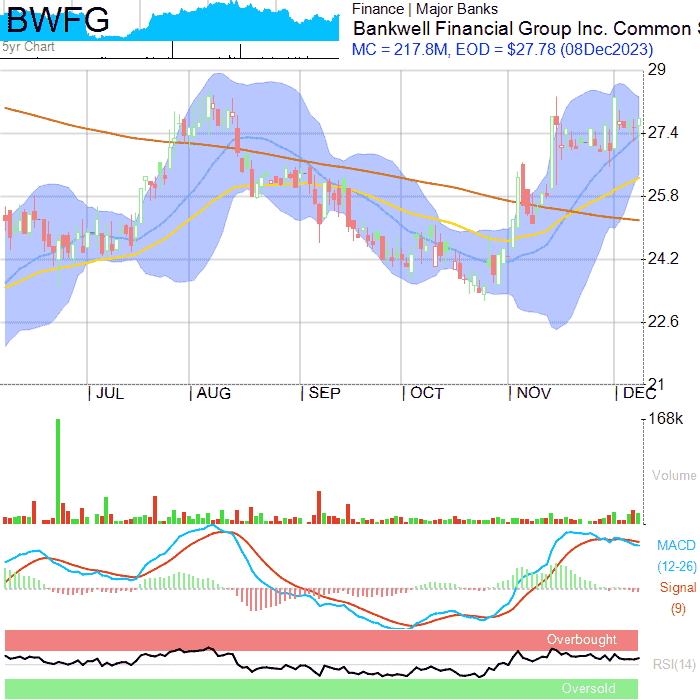 BWFG
5yr Chart
Finance | Major Banks
Bankwell Financial Group Inc. Common
MC = 217.8M, EOD = $27.78 (08Dec2023)
29
27.4
25.8
24.2
22.6
21
JUL AUG SEP OCT NOV DEC
168k
Volume
MACD
(12-26)
Signal
(9)
Overbought
RSI(14)
Oversold